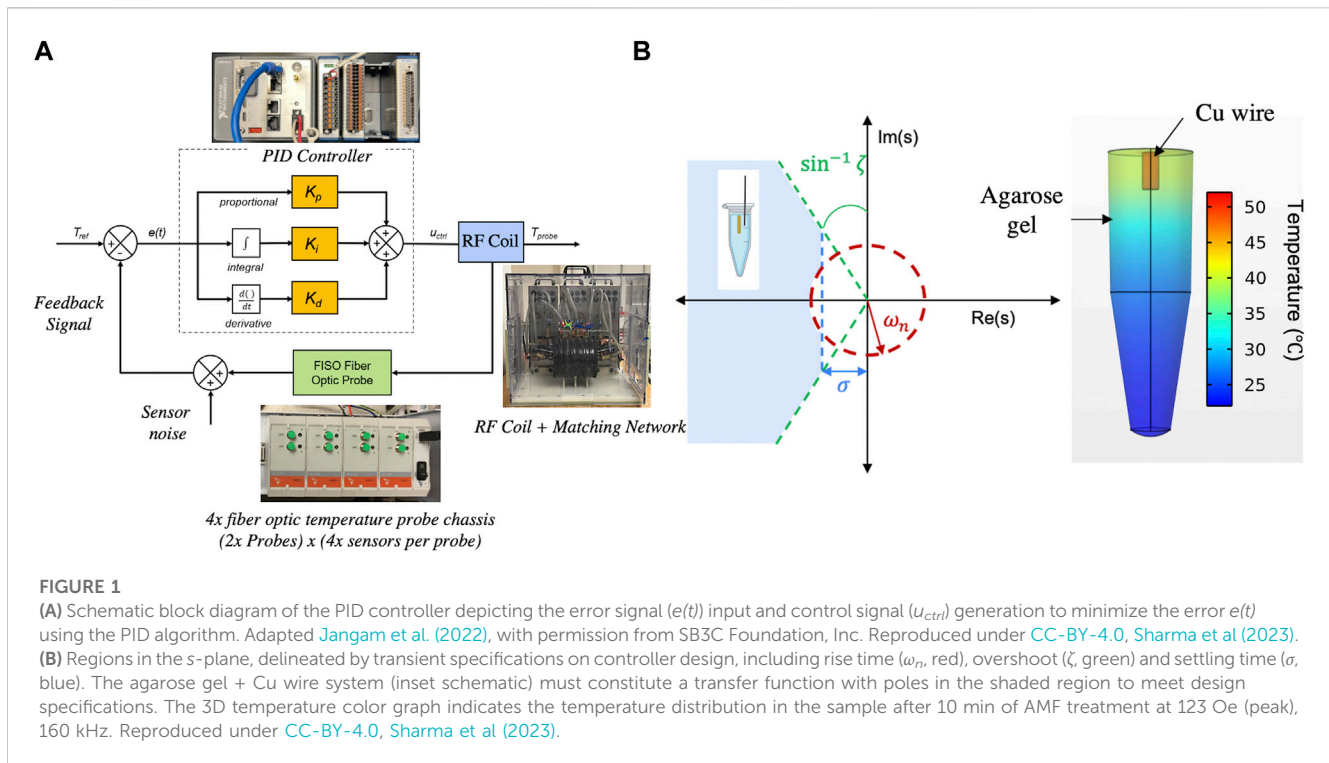 A
PID Controller
T_ref
e(t)
proportional
K_p
∫
integral
K_i
d()
dt
derivative
K_d
u_ctrl
RF Coil
T_probe
Feedback
Signal
FISO Fiber
Optic Probe
Sensor
noise
RF Coil + Matching Network
4x fiber optic temperature probe chassis
(2x Probes) x (4x sensors per probe)
B
Im(s)
sin⁻¹ ζ
Re(s)
ω_n
σ
Cu wire
Agarose
gel
Temperature (°C)
50
45
40
35
30
25
FIGURE 1
(A) Schematic block diagram of the PID controller depicting the error signal (e(t)) input and control signal (u_ctrl) generation to minimize the error e(t)
using the PID algorithm. Adapted Jangam et al. (2022), with permission from SB3C Foundation, Inc. Reproduced under CC-BY-4.0, Sharma et al (2023).
(B) Regions in the s-plane, delineated by transient specifications on controller design, including rise time (ω_n, red), overshoot (ζ, green) and settling time (σ,
blue). The agarose gel + Cu wire system (inset schematic) must constitute a transfer function with poles in the shaded region to meet design
specifications. The 3D temperature color graph indicates the temperature distribution in the sample after 10 min of AMF treatment at 123 Oe (peak),
160 kHz. Reproduced under CC-BY-4.0, Sharma et al (2023).